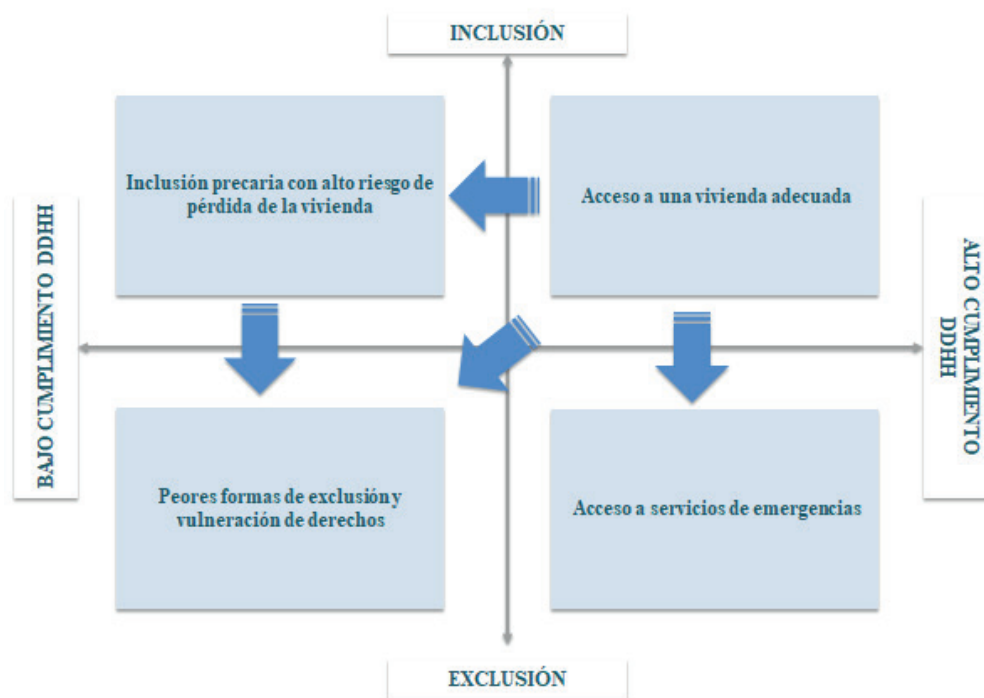 INCLUSIÓN
Inclusión precaria con alto riesgo de
pérdida de la vivienda
Acceso a una vivienda adecuada
BAJO CUMPLIMIENTO DDHH
ALTO CUMPLIMIENTO
DDHH
Peores formas de exclusión y
vulneración de derechos
Acceso a servicios de emergencias
EXCLUSIÓN